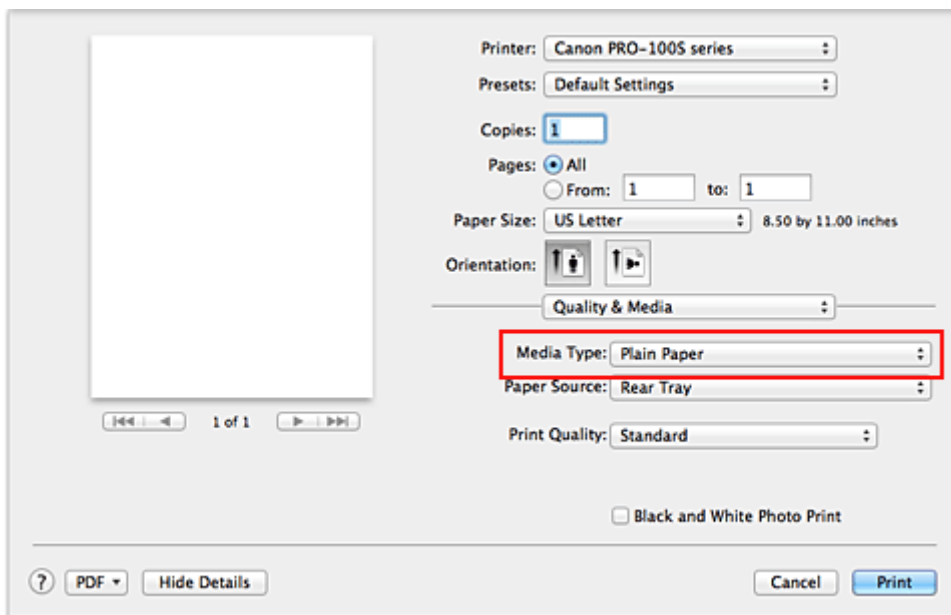 Printer: Canon PRO-100S series
Presets: Default Settings
Copies: 1
Pages: All
From: 1 to: 1
Paper Size: US Letter 8.50 by 11.00 inches
Orientation:
Quality & Media
Media Type: Plain Paper
Paper Source: Rear Tray
1 of 1
Print Quality: Standard
Black and White Photo Print
? PDF Hide Details Cancel Print